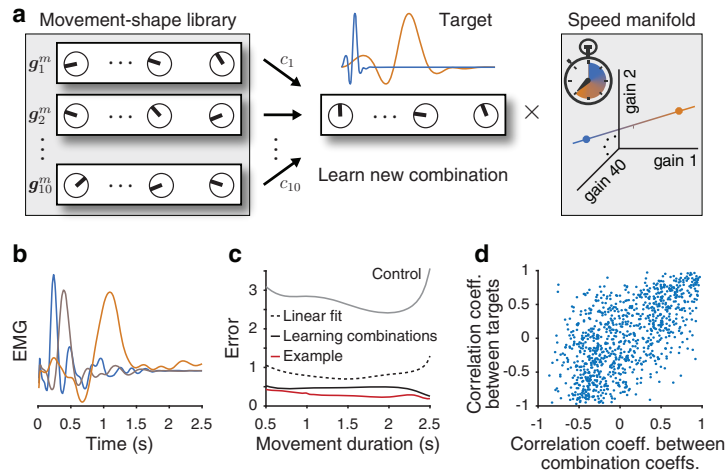 a
Movement-shape library
Target
Speed manifold
g₁ᵐ
...
c₁
gain 2
g₂ᵐ
...
...
×
⋮
⋮
gain 1
g₁₀ᵐ
...
c₁₀
Learn new combination
gain 40
b
EMG
0
0.5
1
1.5
2
2.5
Time (s)
c
Error
3
2
1
0
Control
Linear fit
Learning combinations
Example
0.5
1
1.5
2
2.5
Movement duration (s)
d
Correlation coeff.
between targets
1
0.5
0
-0.5
-1
-1
-0.5
0
0.5
1
Correlation coeff. between
combination coeffs.